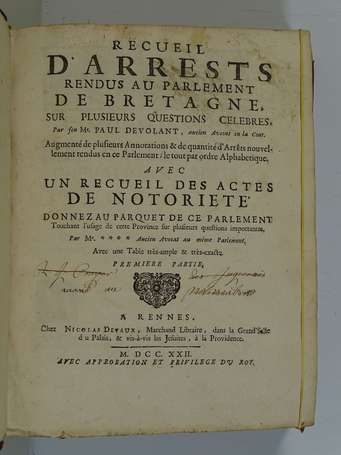 RECUEIL
D'ARRESTS
RENDUS AU PARLEMENT
DE BRETAGNE,
SUR PLUSIEURS QUESTIONS CELEBRES,
Par feu Mr. PAUL DEVOLANT, ancien Avocat en la Cour.
Augmenté de plusieurs Annotations & de quantité d'Arrêts nouvel-
lement rendus en ce Parlement; le tout par ordre Alphabetique,
AVEC
UN RECUEIL DES ACTES
DE NOTORIETÉ
DONNEZ AU PARQUET DE CE PARLEMENT
Touchant l'usage de cette Province sur plusieurs questions importantes,
Par Mr. **** Ancien Avocat au même Parlement,
Avec une Table très-ample & très-exacte.
PREMIERE PARTIE,
A RENNES,
Chez NICOLAS DEVAUX, Marchand Libraire, dans la Grand'Salle
du Palais, & vis-à-vis les Jesuites, à la Providence.
M. DCC. XXII.
AVEC APPROBATION ET PRIVILEGE DU ROY.